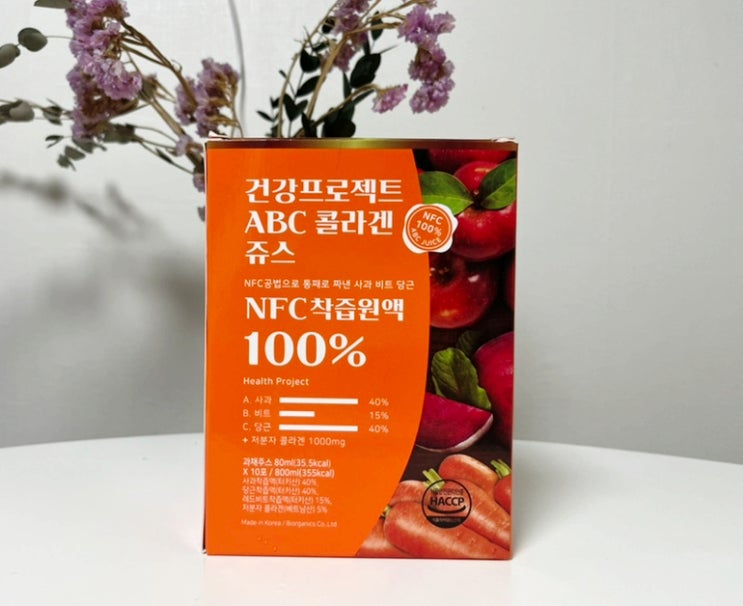 건강프로젝트
ABC 콜라겐
쥬스
NFC
100%
ABC JUICE
NFC공법으로 통째로 짜낸 사과 비트 당근
NFC착즙원액
100%
Health Project
A. 사과 40%
B. 비트 15%
C. 당근 40%
+ 저분자 콜라겐 1000mg
과채주스 80ml(35.5kcal)
X 10포 / 800ml(355kcal)
사과착즙액(터키산) 40%,
당근착즙액(터키산) 40%,
레드비트착즙액(터키산) 15%,
저분자 콜라겐(베트남산) 5%
Made in Korea / Biorganics Co.,Ltd
HACCP